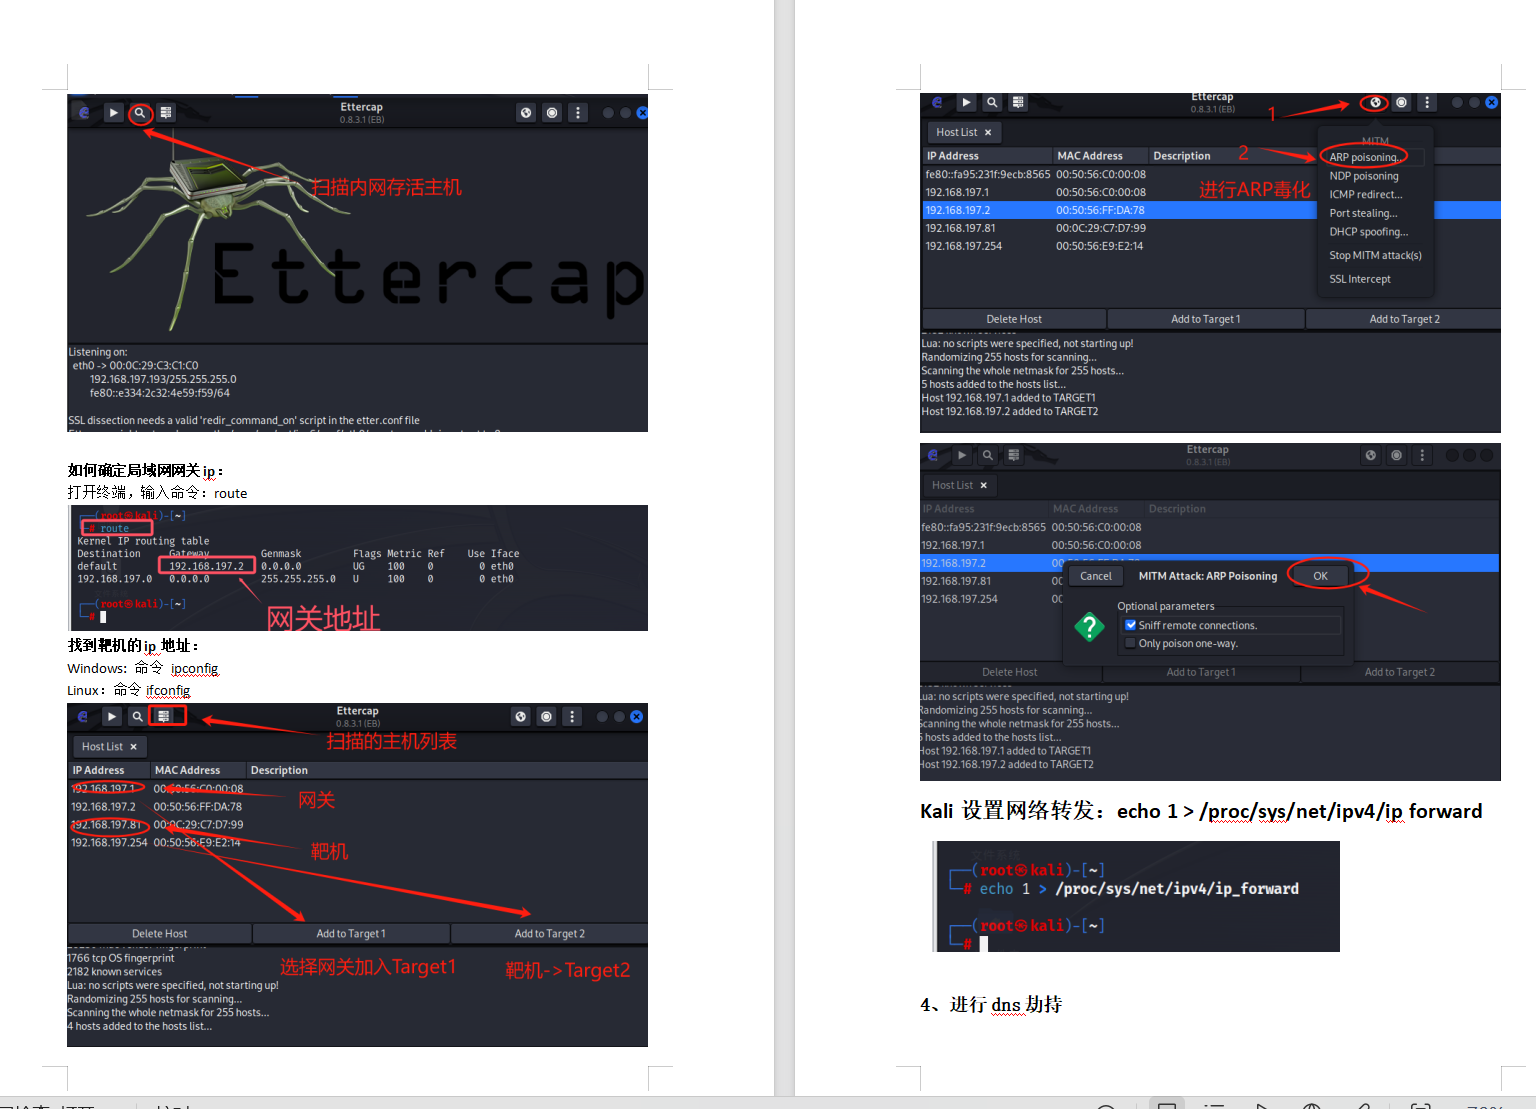 Ettercap
0.8.3.1 (EB)
扫描内网存活主机
Ettercap
Listening on:
eth0 -> 00:0C:29:C3:C1:C0
192.168.197.193/255.255.255.0
fe80::e334:2c32:4e59:f59/64
SSL dissection needs a valid 'redir_command_on' script in the etter.conf file
如何确定局域网网关 ip：
打开终端，输入命令：route
(root㉿kali)-[~]
# route
Kernel IP routing table
Destination Gateway Genmask Flags Metric Ref Use Iface
default 192.168.197.2 0.0.0.0 UG 100 0 0 eth0
192.168.197.0 0.0.0.0 255.255.255.0 U 100 0 0 eth0
(root㉿kali)-[~]
#
网关地址
找到靶机的 ip 地址：
Windows: 命令 ipconfig
Linux：命令 ifconfig
Ettercap
0.8.3.1 (EB)
扫描的主机列表
Host List ×
IP Address MAC Address Description
192.168.197.1 00:50:56:C0:00:08
网关
192.168.197.2 00:50:56:FF:DA:78
192.168.197.81 00:0C:29:C7:D7:99
靶机
192.168.197.254 00:50:56:E9:E2:14
Delete Host Add to Target 1 Add to Target 2
选择网关加入Target1
靶机->Target2
1766 tcp OS fingerprint
2182 known services
Lua: no scripts were specified, not starting up!
Randomizing 255 hosts for scanning...
Scanning the whole netmask for 255 hosts...
4 hosts added to the hosts list...
Ettercap
0.8.3.1 (EB)
1
Host List ×
MITM
IP Address MAC Address Description
2
ARP poisoning...
NDP poisoning
ICMP redirect...
Port stealing...
DHCP spoofing...
Stop MITM attack(s)
SSL Intercept
进行ARP毒化
fe80::fa95:231f:9ecb:8565 00:50:56:C0:00:08
192.168.197.1 00:50:56:C0:00:08
192.168.197.2 00:50:56:FF:DA:78
192.168.197.81 00:0C:29:C7:D7:99
192.168.197.254 00:50:56:E9:E2:14
Delete Host Add to Target 1 Add to Target 2
Lua: no scripts were specified, not starting up!
Randomizing 255 hosts for scanning...
Scanning the whole netmask for 255 hosts...
5 hosts added to the hosts list...
Host 192.168.197.1 added to TARGET1
Host 192.168.197.2 added to TARGET2
Ettercap
0.8.3.1 (EB)
Host List ×
IP Address MAC Address Description
fe80::fa95:231f:9ecb:8565 00:50:56:C0:00:08
192.168.197.1 00:50:56:C0:00:08
192.168.197.2
192.168.197.81
192.168.197.254
Cancel MITM Attack: ARP Poisoning OK
Optional parameters
Sniff remote connections.
Only poison one-way.
Delete Host Add to Target 1 Add to Target 2
ua: no scripts were specified, not starting up!
Randomizing 255 hosts for scanning...
Scanning the whole netmask for 255 hosts...
hosts added to the hosts list...
Host 192.168.197.1 added to TARGET1
Host 192.168.197.2 added to TARGET2
Kali 设置网络转发：echo 1 > /proc/sys/net/ipv4/ip forward
(root㉿kali)-[~]
# echo 1 > /proc/sys/net/ipv4/ip_forward
(root㉿kali)-[~]
#
4、进行 dns 劫持